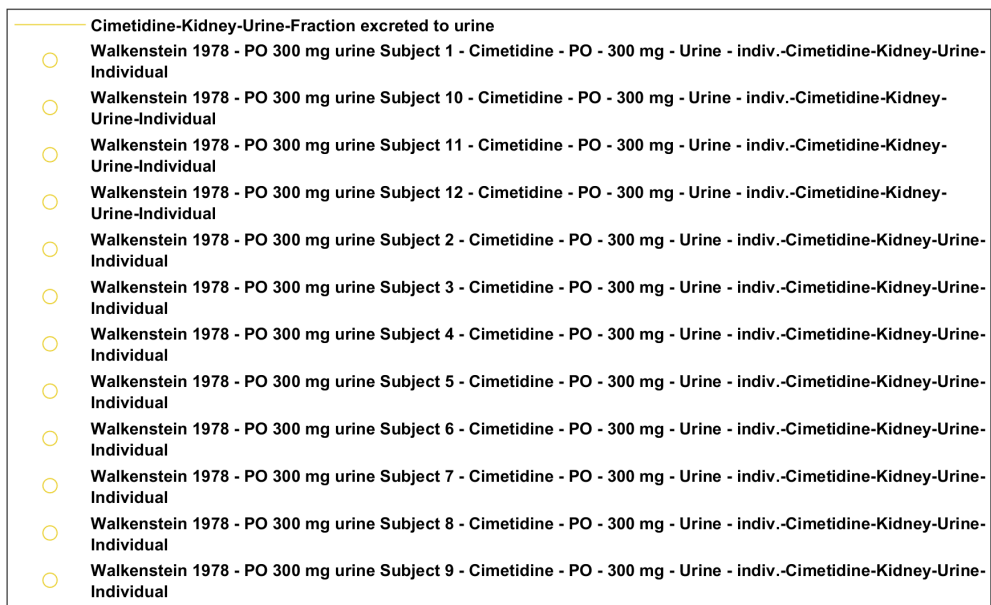 Cimetidine-Kidney-Urine-Fraction excreted to urine
Walkenstein 1978 - PO 300 mg urine Subject 1 - Cimetidine - PO - 300 mg - Urine - indiv.-Cimetidine-Kidney-Urine-
Individual
Walkenstein 1978 - PO 300 mg urine Subject 10 - Cimetidine - PO - 300 mg - Urine - indiv.-Cimetidine-Kidney-
Urine-Individual
Walkenstein 1978 - PO 300 mg urine Subject 11 - Cimetidine - PO - 300 mg - Urine - indiv.-Cimetidine-Kidney-
Urine-Individual
Walkenstein 1978 - PO 300 mg urine Subject 12 - Cimetidine - PO - 300 mg - Urine - indiv.-Cimetidine-Kidney-
Urine-Individual
Walkenstein 1978 - PO 300 mg urine Subject 2 - Cimetidine - PO - 300 mg - Urine - indiv.-Cimetidine-Kidney-Urine-
Individual
Walkenstein 1978 - PO 300 mg urine Subject 3 - Cimetidine - PO - 300 mg - Urine - indiv.-Cimetidine-Kidney-Urine-
Individual
Walkenstein 1978 - PO 300 mg urine Subject 4 - Cimetidine - PO - 300 mg - Urine - indiv.-Cimetidine-Kidney-Urine-
Individual
Walkenstein 1978 - PO 300 mg urine Subject 5 - Cimetidine - PO - 300 mg - Urine - indiv.-Cimetidine-Kidney-Urine-
Individual
Walkenstein 1978 - PO 300 mg urine Subject 6 - Cimetidine - PO - 300 mg - Urine - indiv.-Cimetidine-Kidney-Urine-
Individual
Walkenstein 1978 - PO 300 mg urine Subject 7 - Cimetidine - PO - 300 mg - Urine - indiv.-Cimetidine-Kidney-Urine-
Individual
Walkenstein 1978 - PO 300 mg urine Subject 8 - Cimetidine - PO - 300 mg - Urine - indiv.-Cimetidine-Kidney-Urine-
Individual
Walkenstein 1978 - PO 300 mg urine Subject 9 - Cimetidine - PO - 300 mg - Urine - indiv.-Cimetidine-Kidney-Urine-
Individual